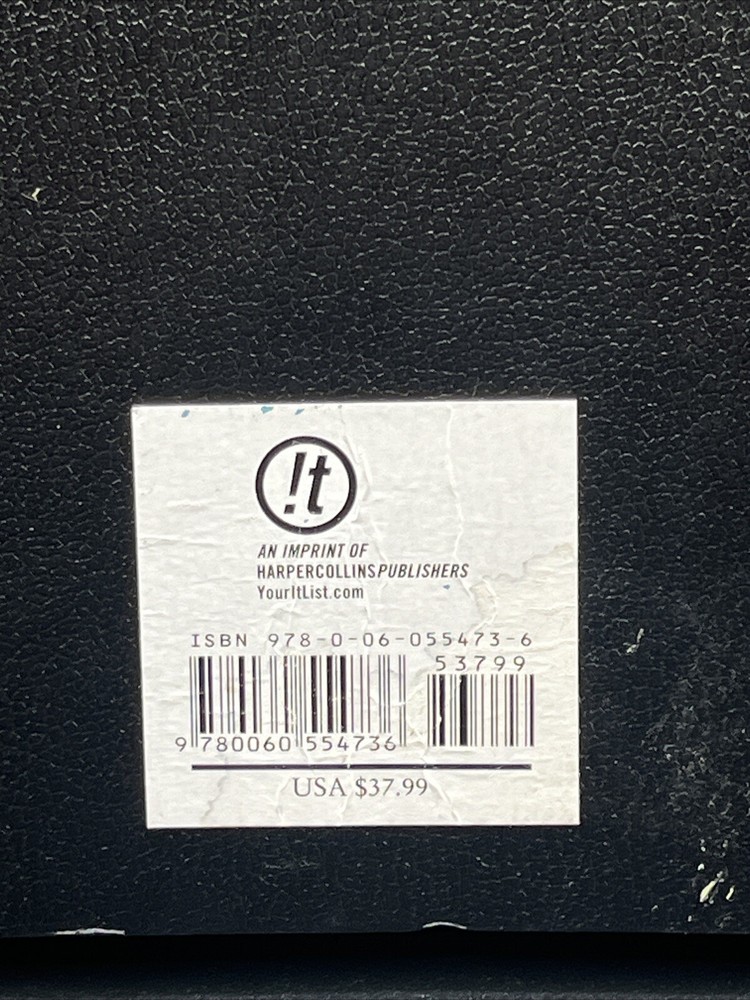 !t
AN IMPRINT OF
HARPERCOLLINSPUBLISHERS
YourItList.com
ISBN 978-0-06-055473-6
53799
9 780060 554736
USA $37.99